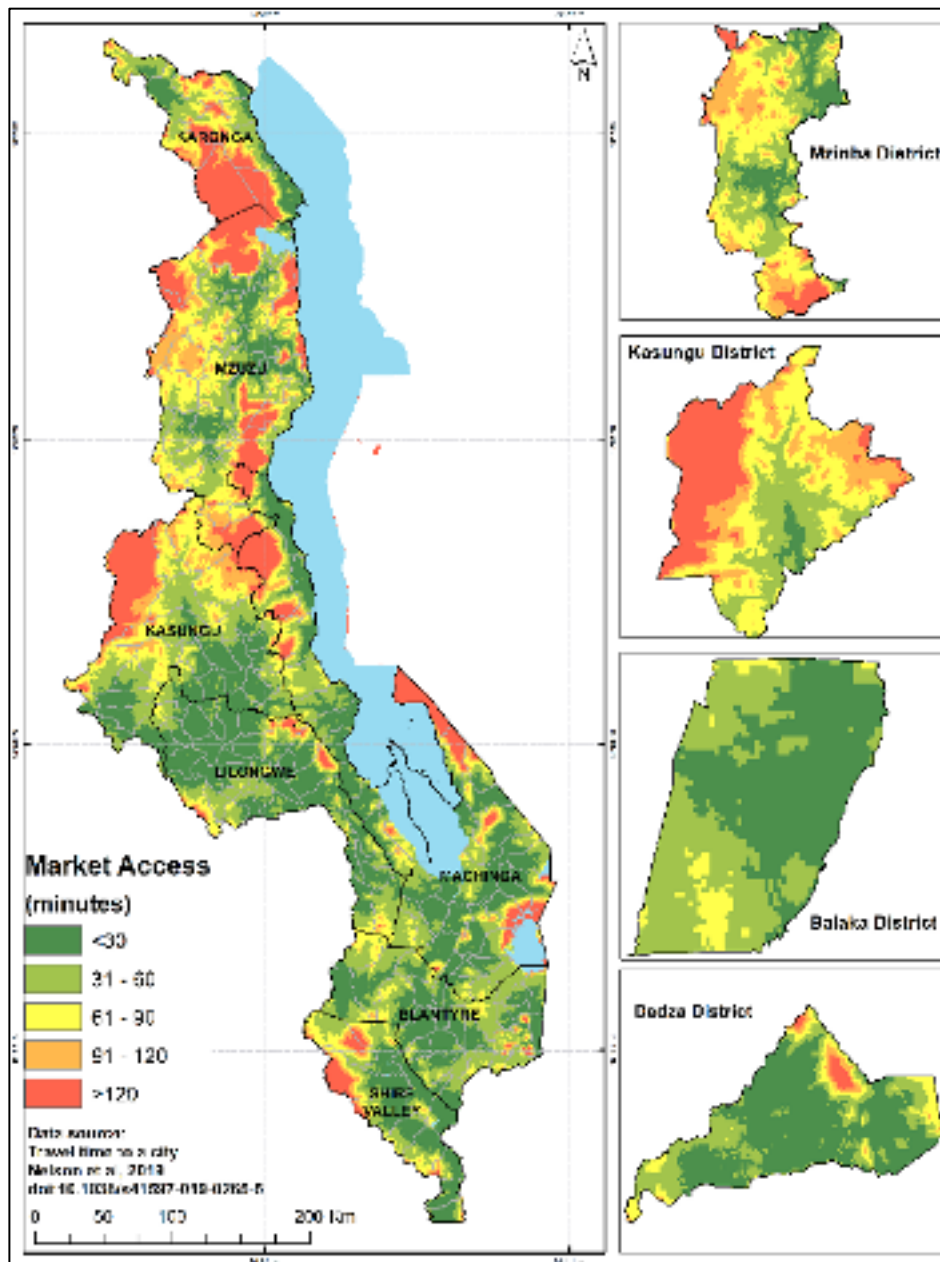 N
KARONGA
MZUZU
KASUNGU
LILONGWE
MACHINGA
BLANTYRE
SHIRE
VALLEY
Market Access
(minutes)
<30
31 - 60
61 - 90
91 - 120
>120
Data source:
Travel time to a city
Nelson et al. 2019
0 50 100 200 Km
Mzimba District
Kasungu District
Balaka District
Dedza District